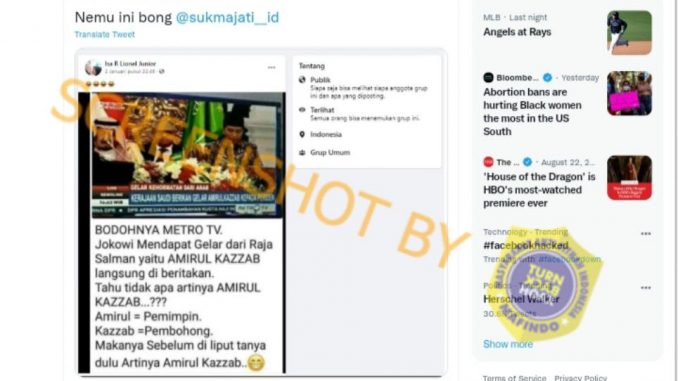 Nemu ini bong @sukmajati__id
Translate Tweet
Isa B Lionel Junior
2 Januari pukul 22.48
GELAR KEHORMATAN DARI ARAB
KERAJAAN SAUDI BERIKAN GELAR AMIRULKAZZAB KEPADA PRESIDEN
BODOHNYA METRO TV.
Jokowi Mendapat Gelar dari Raja
Salman yaitu AMIRUL KAZZAB
langsung di beritakan.
Tahu tidak apa artinya AMIRUL
KAZZAB...???
Amirul = Pemimpin.
Kazzab =Pembohong.
Makanya Sebelum di liput tanya
dulu Artinya Amirul Kazzab..😁
Tentang
Publik
Siapa saja bisa melihat siapa anggota grup
ini dan apa yang diposting.
Terlihat
Semua orang bisa menemukan grup ini.
Indonesia
Grup Umum
SCREENSHOT BY
MLB · Last night
Angels at Rays
Bloombe... · Yesterday
Abortion bans are
hurting Black women
the most in the US
South
The ... · August 22, 2...
'House of the Dragon' is
HBO's most-watched
premiere ever
Technology · Trending
#facebookhacked
Trending with #facebookdown
Politics · Trending
Herschel Walker
Show more
TURN
BACK
HOAX
MAFINDO
Terms of Service Privacy Policy